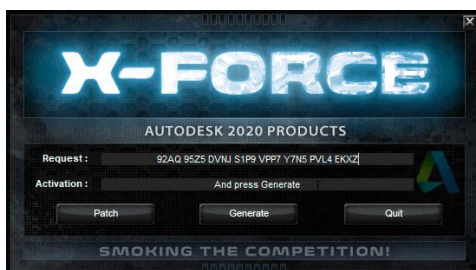 X-FORCE
AUTODESK 2020 PRODUCTS
Request : 92AQ 95Z5 DVNJ S1P9 VPP7 Y7N5 PVL4 EKXZ
Activation : And press Generate
Patch Generate Quit
SMOKING THE COMPETITION!